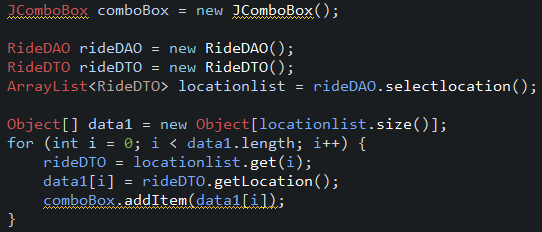 JComboBox comboBox = new JComboBox();
RideDAO rideDAO = new RideDAO();
RideDTO rideDTO = new RideDTO();
ArrayList<RideDTO> locationlist = rideDAO.selectlocation();
Object[] data1 = new Object[locationlist.size()];
for (int i = 0; i < data1.length; i++) {
    rideDTO = locationlist.get(i);
    data1[i] = rideDTO.getLocation();
    comboBox.addItem(data1[i]);
}